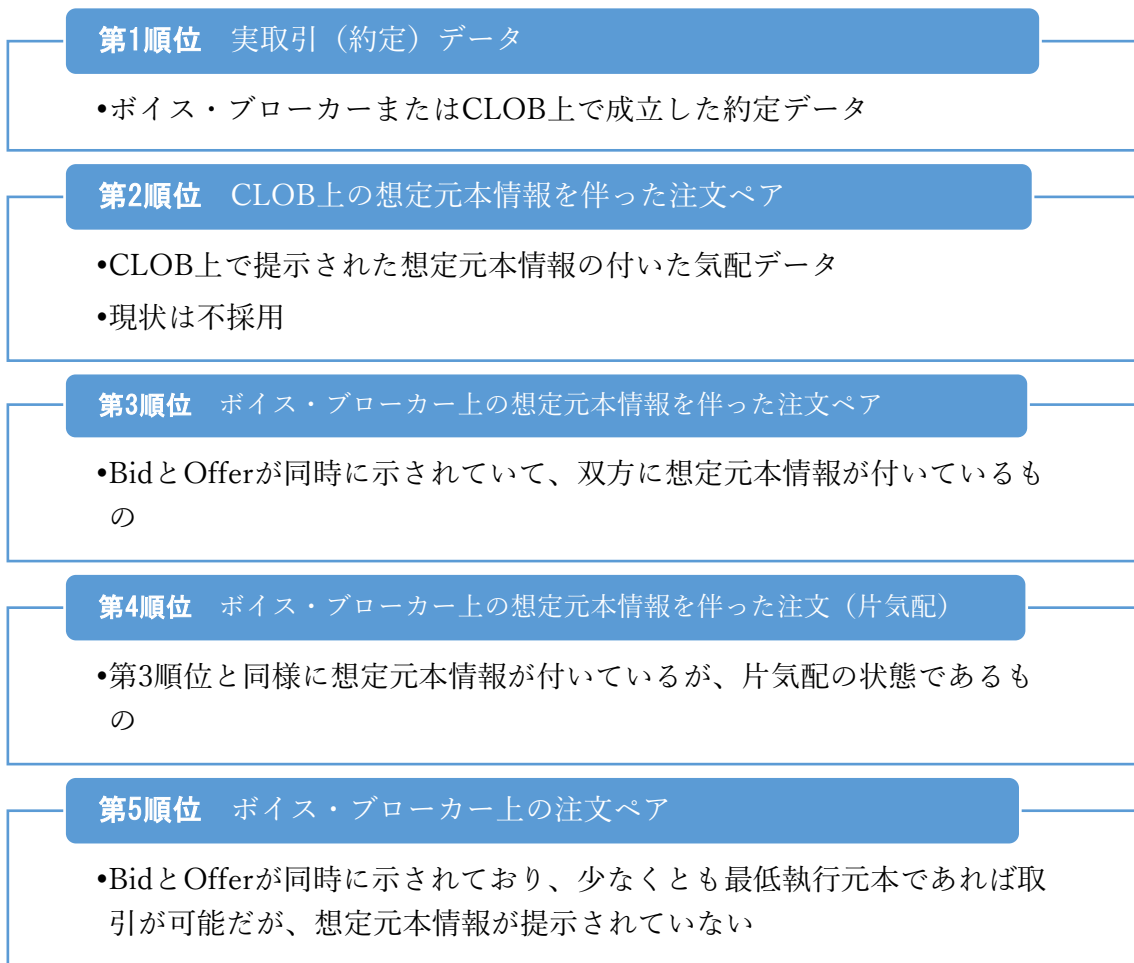 第1順位　実取引（約定）データ
•ボイス・ブローカーまたはCLOB上で成立した約定データ
第2順位　CLOB上の想定元本情報を伴った注文ペア
•CLOB上で提示された想定元本情報の付いた気配データ
•現状は不採用
第3順位　ボイス・ブローカー上の想定元本情報を伴った注文ペア
•BidとOfferが同時に示されていて、双方に想定元本情報が付いているも
の
第4順位　ボイス・ブローカー上の想定元本情報を伴った注文（片気配）
•第3順位と同様に想定元本情報が付いているが、片気配の状態であるも
の
第5順位　ボイス・ブローカー上の注文ペア
•BidとOfferが同時に示されており、少なくとも最低執行元本であれば取
引が可能だが、想定元本情報が提示されていない